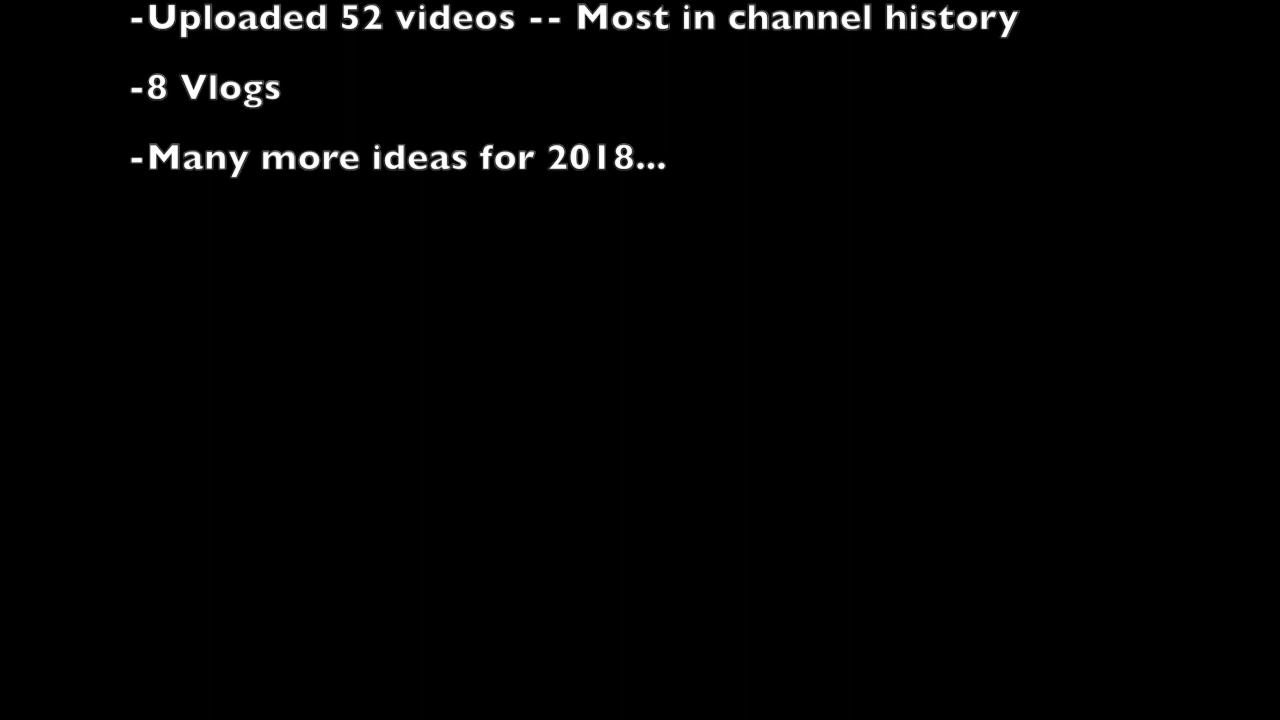 -Uploaded 52 videos -- Most in channel history
-8 Vlogs
-Many more ideas for 2018...